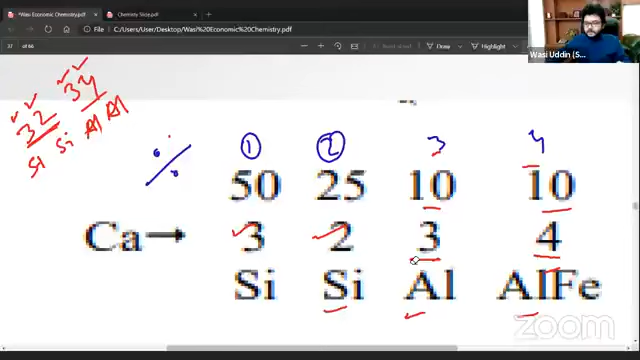 *Wasi Economic Chemistry.pdf
Chemistry Slide.pdf
File | C:/Users/User/Desktop/Wasi%20Economic%20Chemistry.pdf
37 of 66
Draw
Highlight
Wasi Uddin (S...
32 34
Si Si Al Al
% 1 2 3 4
50 25 10 10
Ca→ 3 2 3 4
Si Si Al AlFe
zoom